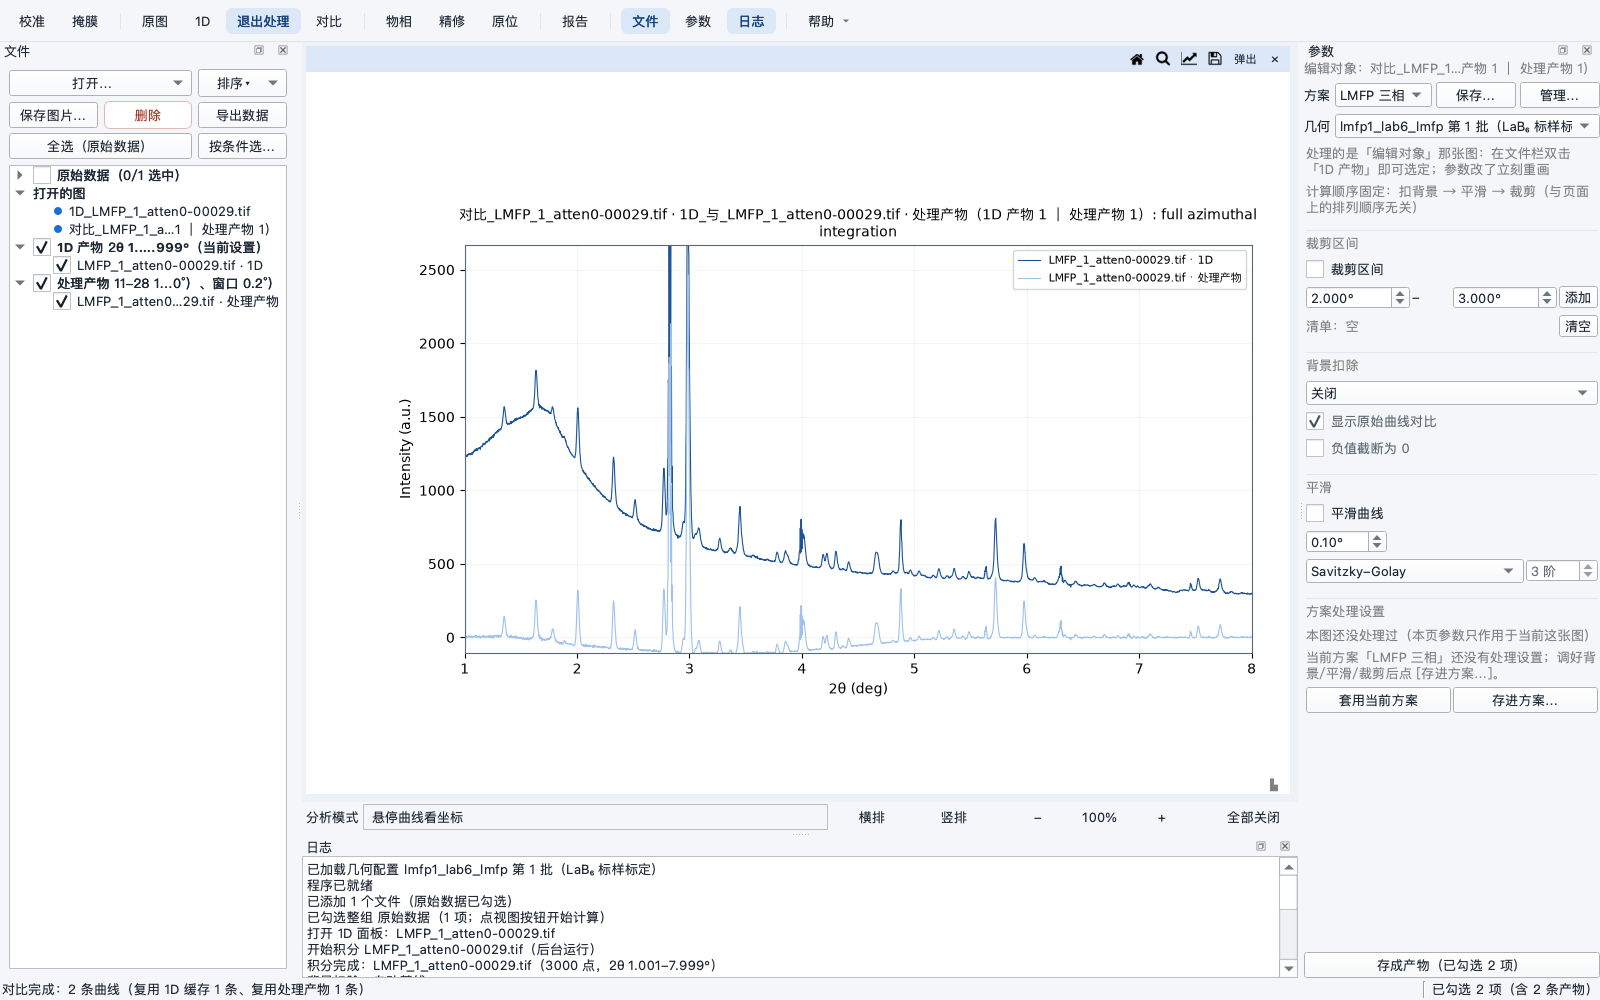 校准 掩膜 原图 1D 退出处理 对比 物相 精修 原位 报告 文件 参数 日志 帮助
文件
打开… 排序
保存图片… 删除 导出数据
全选（原始数据） 按条件选…
原始数据（0/1 选中）
打开的图
1D_LMFP_1_atten0-00029.tif
对比_LMFP_1_a...1 | 处理产物 1）
1D 产物 2θ 1.....999°（当前设置）
LMFP_1_atten0-00029.tif · 1D
处理产物 11–28 1...0°）、窗口 0.2°）
LMFP_1_atten0...29.tif · 处理产物
弹出 ×
对比_LMFP_1_atten0-00029.tif · 1D_与_LMFP_1_atten0-00029.tif · 处理产物（1D 产物 1 | 处理产物 1）: full azimuthal
integration
LMFP_1_atten0-00029.tif · 1D
LMFP_1_atten0-00029.tif · 处理产物
Intensity (a.u.)
2500
2000
1500
1000
500
0
1 2 3 4 5 6 7 8
2θ (deg)
分析模式 悬停曲线看坐标 横排 竖排 − 100% + 全部关闭
日志
已加载几何配置 lmfp1_lab6_lmfp 第 1 批（LaB₆ 标样标定）
程序已就绪
已添加 1 个文件（原始数据已勾选）
已勾选整组 原始数据（1 项；点视图按钮开始计算）
打开 1D 面板：LMFP_1_atten0-00029.tif
开始积分 LMFP_1_atten0-00029.tif（后台运行）
积分完成：LMFP_1_atten0-00029.tif（3000 点，2θ 1.001–7.999°）
参数
编辑对象：对比_LMFP_1...产物 1 | 处理产物 1）
方案 LMFP 三相 保存… 管理…
几何 lmfp1_lab6_lmfp 第 1 批（LaB₆ 标样标
处理的是「编辑对象」那张图：在文件栏双击
「1D 产物」即可选定；参数改了立刻重画
计算顺序固定：扣背景 → 平滑 → 裁剪（与页面
上的排列顺序无关）
裁剪区间
裁剪区间
2.000° – 3.000° 添加
清单：空 清空
背景扣除
关闭
显示原始曲线对比
负值截断为 0
平滑
平滑曲线
0.10°
Savitzky–Golay 3 阶
方案处理设置
本图还没处理过（本页参数只作用于当前这张图）
当前方案「LMFP 三相」还没有处理设置；调好背
景/平滑/裁剪后点 [存进方案…]。
套用当前方案 存进方案…
存成产物（已勾选 2 项）
对比完成：2 条曲线（复用 1D 缓存 1 条、复用处理产物 1 条） 已勾选 2 项（含 2 条产物）